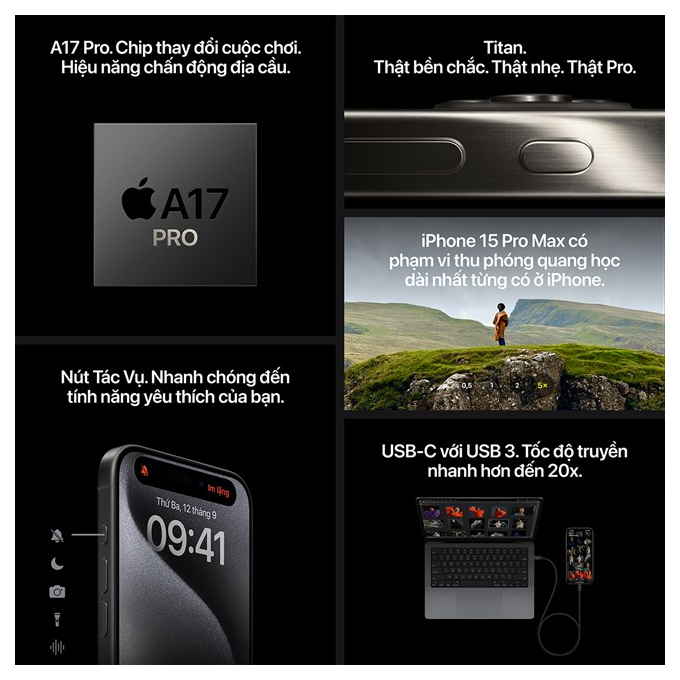 A17 Pro. Chip thay đổi cuộc chơi.
Hiệu năng chấn động địa cầu.
A17
PRO
Titan.
Thật bền chắc. Thật nhẹ. Thật Pro.
iPhone 15 Pro Max có
phạm vi thu phóng quang học
dài nhất từng có ở iPhone.
0,5 1 2 5×
Nút Tác Vụ. Nhanh chóng đến
tính năng yêu thích của bạn.
Im lặng
Thứ Ba, 12 tháng 9
09:41
USB-C với USB 3. Tốc độ truyền
nhanh hơn đến 20x.